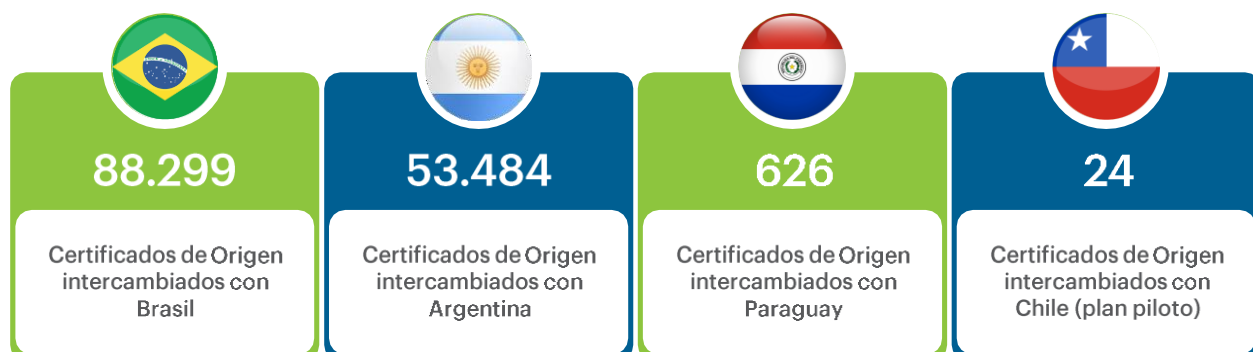 88.299
Certificados de Origen
intercambiados con
Brasil
53.484
Certificados de Origen
intercambiados con
Argentina
626
Certificados de Origen
intercambiados con
Paraguay
24
Certificados de Origen
intercambiados con
Chile (plan piloto)